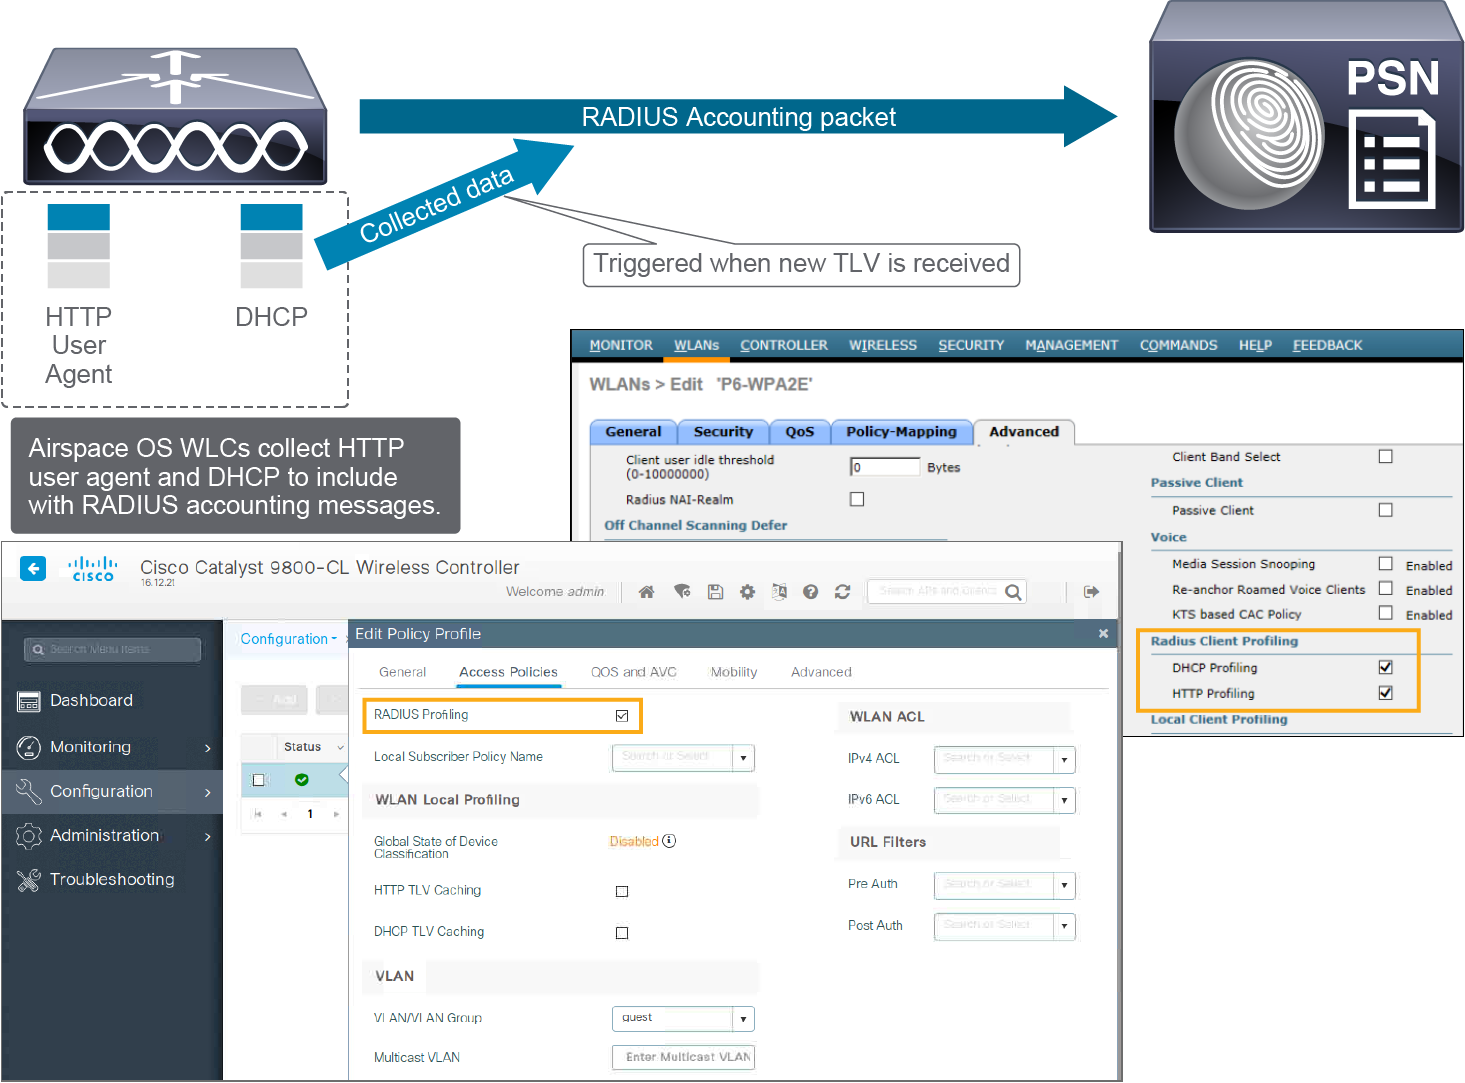 PSN
RADIUS Accounting packet
Collected data
Triggered when new TLV is received
HTTP
User
Agent
DHCP
Airspace OS WLCs collect HTTP
user agent and DHCP to include
with RADIUS accounting messages.
MONITOR WLANs CONTROLLER WIRELESS SECURITY MANAGEMENT COMMANDS HELP FEEDBACK
WLANs > Edit 'P6-WPA2E'
General Security QoS Policy-Mapping Advanced
Client user idle threshold
(0-10000000)
0 Bytes
Radius NAI-Realm
Off Channel Scanning Defer
Client Band Select
Passive Client
Passive Client
Voice
Media Session Snooping Enabled
Re-anchor Roamed Voice Clients Enabled
KTS based CAC Policy Enabled
Radius Client Profiling
DHCP Profiling
HTTP Profiling
Local Client Profiling
CISCO
Cisco Catalyst 9800-CL Wireless Controller
16.12.2s
Welcome admin
Search APs and Clients
Search Menu Items
Dashboard
Monitoring
Configuration
Administration
Troubleshooting
Configuration
Add
Status
1
Edit Policy Profile
General Access Policies QOS and AVC Mobility Advanced
RADIUS Profiling
Local Subscriber Policy Name Search or Select
WLAN Local Profiling
Global State of Device
Classification
Disabled
HTTP TLV Caching
DHCP TLV Caching
VLAN
VLAN/VLAN Group guest
Multicast VLAN Enter Multicast VLAN
WLAN ACL
IPv4 ACL Search or Select
IPv6 ACL Search or Select
URL Filters
Pre Auth Search or Select
Post Auth Search or Select